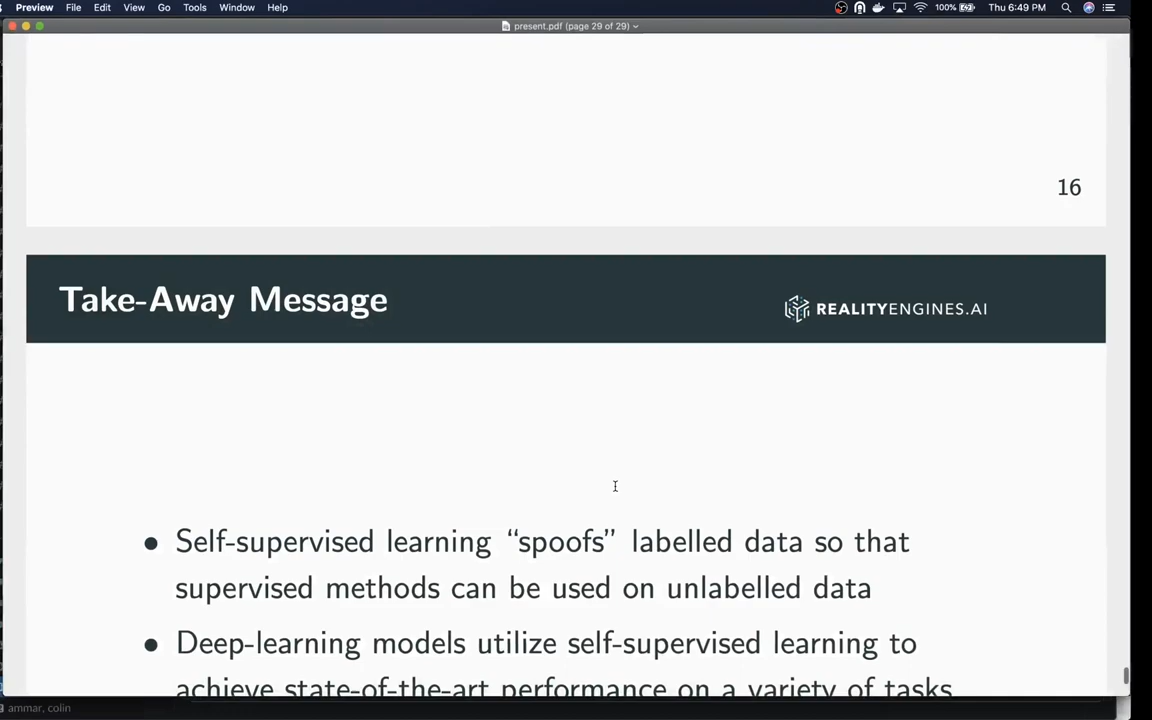 Preview File Edit View Go Tools Window Help 100% Thu 6:49 PM
present.pdf (page 29 of 29)
16
Take-Away Message
REALITYENGINES.AI
• Self-supervised learning “spoofs” labelled data so that
supervised methods can be used on unlabelled data
• Deep-learning models utilize self-supervised learning to
achieve state-of-the-art performance on a variety of tasks
ammar, colin